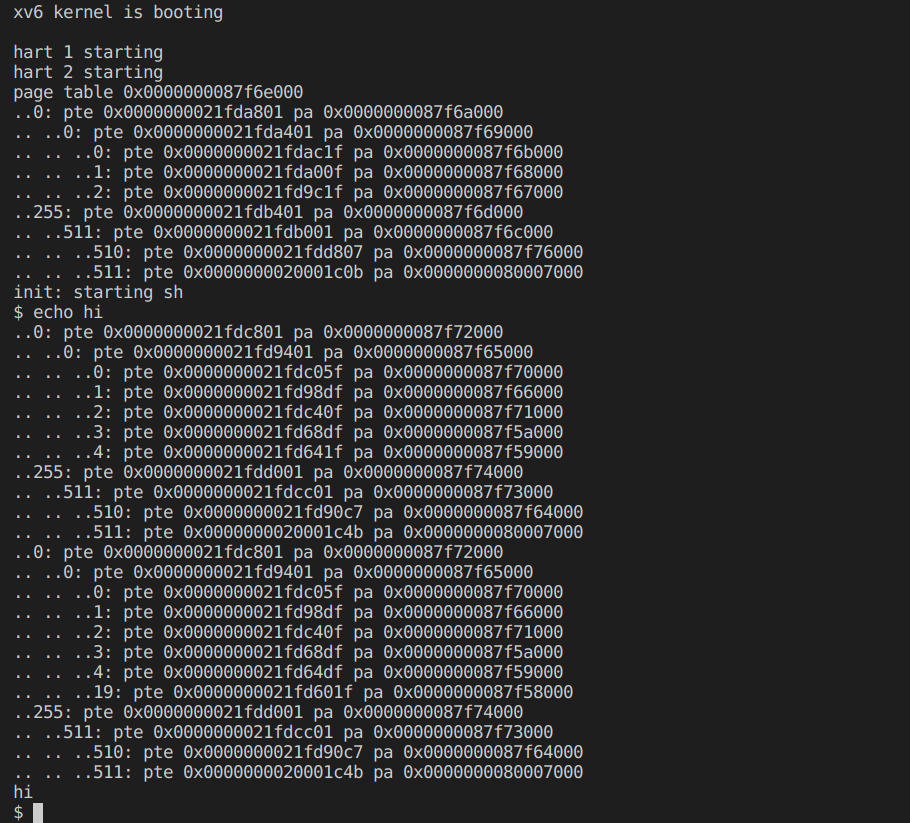 xv6 kernel is booting
hart 1 starting
hart 2 starting
page table 0x0000000087f6e000
..0: pte 0x0000000021fda801 pa 0x0000000087f6a000
.. ..0: pte 0x0000000021fda401 pa 0x0000000087f69000
.. .. ..0: pte 0x0000000021fdac1f pa 0x0000000087f6b000
.. .. ..1: pte 0x0000000021fda00f pa 0x0000000087f68000
.. .. ..2: pte 0x0000000021fd9c1f pa 0x0000000087f67000
..255: pte 0x0000000021fdb401 pa 0x0000000087f6d000
.. ..511: pte 0x0000000021fdb001 pa 0x0000000087f6c000
.. .. ..510: pte 0x0000000021fdd807 pa 0x0000000087f76000
.. .. ..511: pte 0x0000000020001c0b pa 0x0000000080007000
init: starting sh
$ echo hi
..0: pte 0x0000000021fdc801 pa 0x0000000087f72000
.. ..0: pte 0x0000000021fd9401 pa 0x0000000087f65000
.. .. ..0: pte 0x0000000021fdc05f pa 0x0000000087f70000
.. .. ..1: pte 0x0000000021fd98df pa 0x0000000087f66000
.. .. ..2: pte 0x0000000021fdc40f pa 0x0000000087f71000
.. .. ..3: pte 0x0000000021fd68df pa 0x0000000087f5a000
.. .. ..4: pte 0x0000000021fd641f pa 0x0000000087f59000
..255: pte 0x0000000021fdd001 pa 0x0000000087f74000
.. ..511: pte 0x0000000021fdcc01 pa 0x0000000087f73000
.. .. ..510: pte 0x0000000021fd90c7 pa 0x0000000087f64000
.. .. ..511: pte 0x0000000020001c4b pa 0x0000000080007000
..0: pte 0x0000000021fdc801 pa 0x0000000087f72000
.. ..0: pte 0x0000000021fd9401 pa 0x0000000087f65000
.. .. ..0: pte 0x0000000021fdc05f pa 0x0000000087f70000
.. .. ..1: pte 0x0000000021fd98df pa 0x0000000087f66000
.. .. ..2: pte 0x0000000021fdc40f pa 0x0000000087f71000
.. .. ..3: pte 0x0000000021fd68df pa 0x0000000087f5a000
.. .. ..4: pte 0x0000000021fd64df pa 0x0000000087f59000
.. .. ..19: pte 0x0000000021fd601f pa 0x0000000087f58000
..255: pte 0x0000000021fdd001 pa 0x0000000087f74000
.. ..511: pte 0x0000000021fdcc01 pa 0x0000000087f73000
.. .. ..510: pte 0x0000000021fd90c7 pa 0x0000000087f64000
.. .. ..511: pte 0x0000000020001c4b pa 0x0000000080007000
hi
$